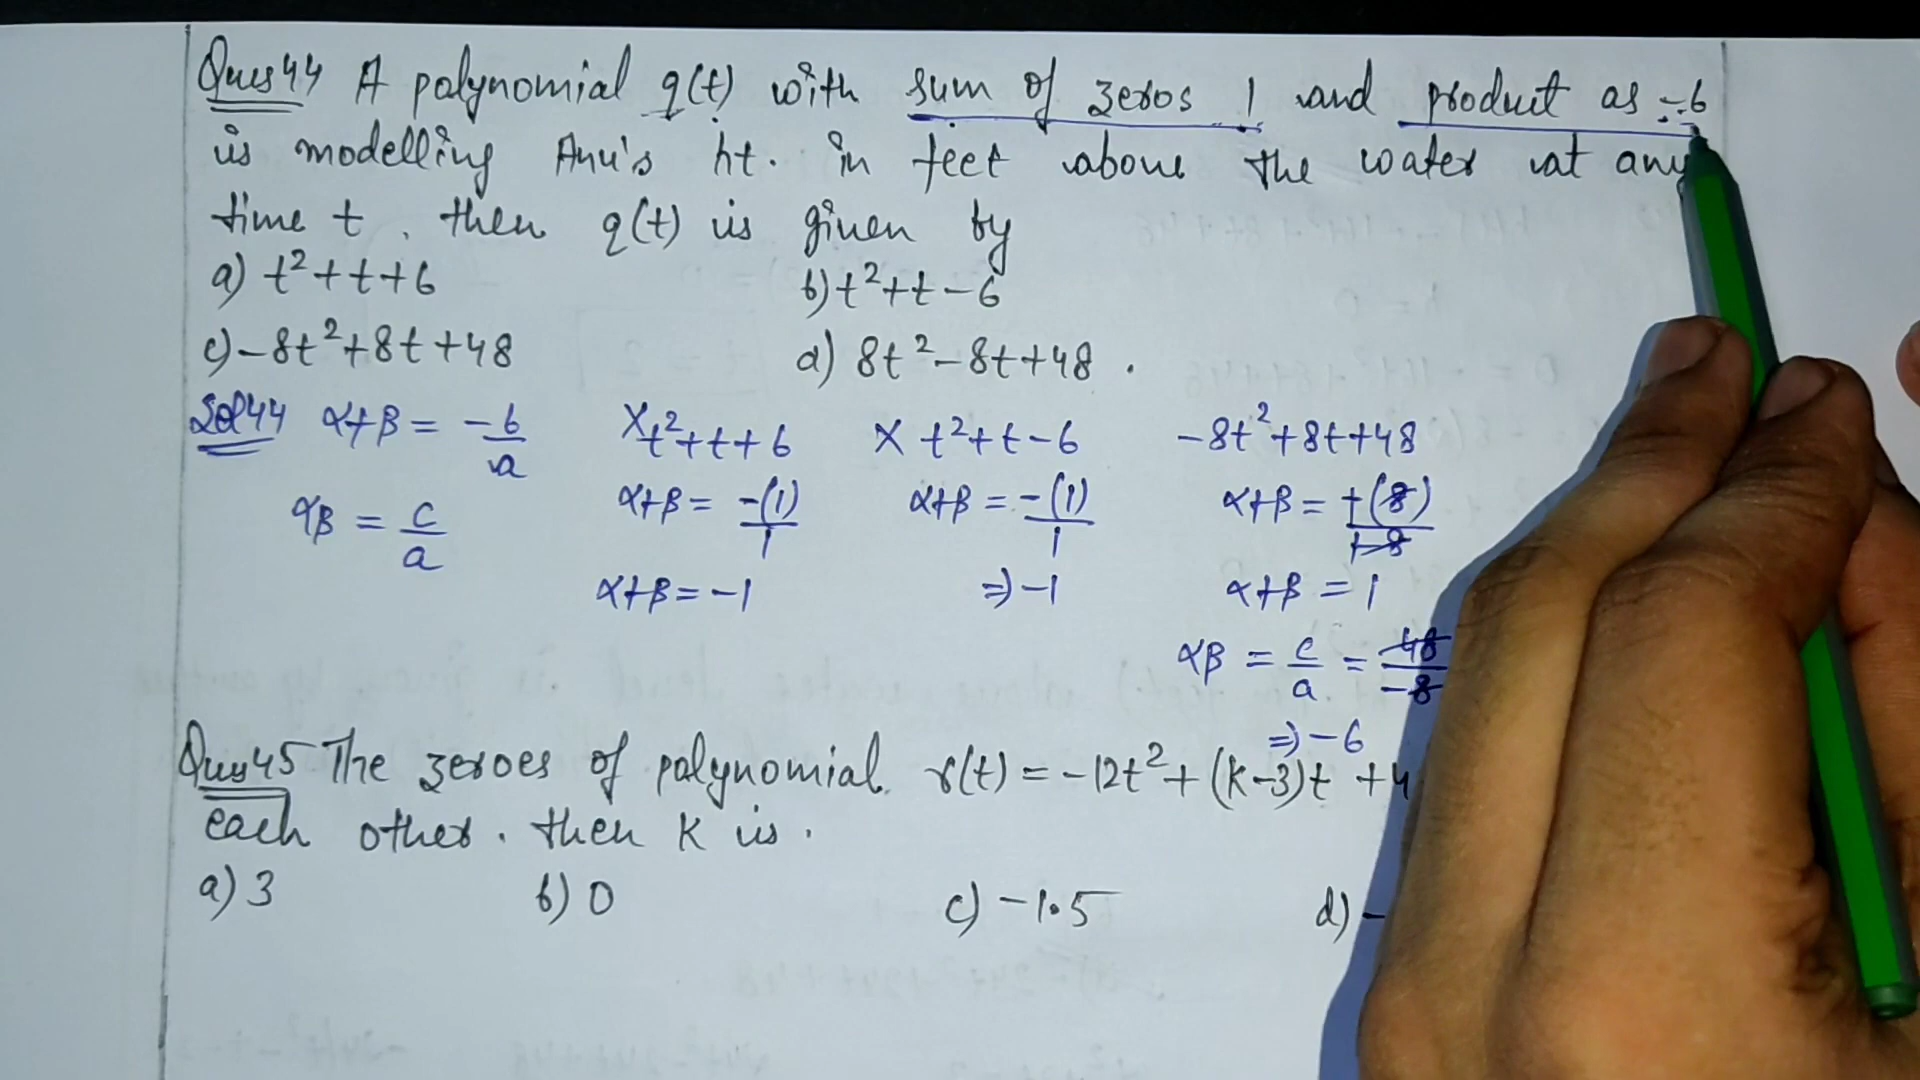 Ques44 A polynomial q(t) with sum of zeros 1 and product as -6
is modelling Anu's ht. in feet above the water at any
time t, then q(t) is given by
a) t²+t+6 b) t²+t-6
c) -8t²+8t+48 d) 8t²-8t+48.
Sol44 α+β = -b/a
αβ = c/a
X t²+t+6
α+β = -(1)/1
α+β = -1
X t²+t-6
α+β = -(1)/1
=) -1
-8t²+8t+48
α+β = +(8)/+8
α+β = 1
αβ = c/a = 48/-8
=) -6
Ques45 The zeroes of polynomial r(t) = -12t²+(k-3)t+4
each other. then K is.
a) 3 b) 0 c) -1.5 d) -